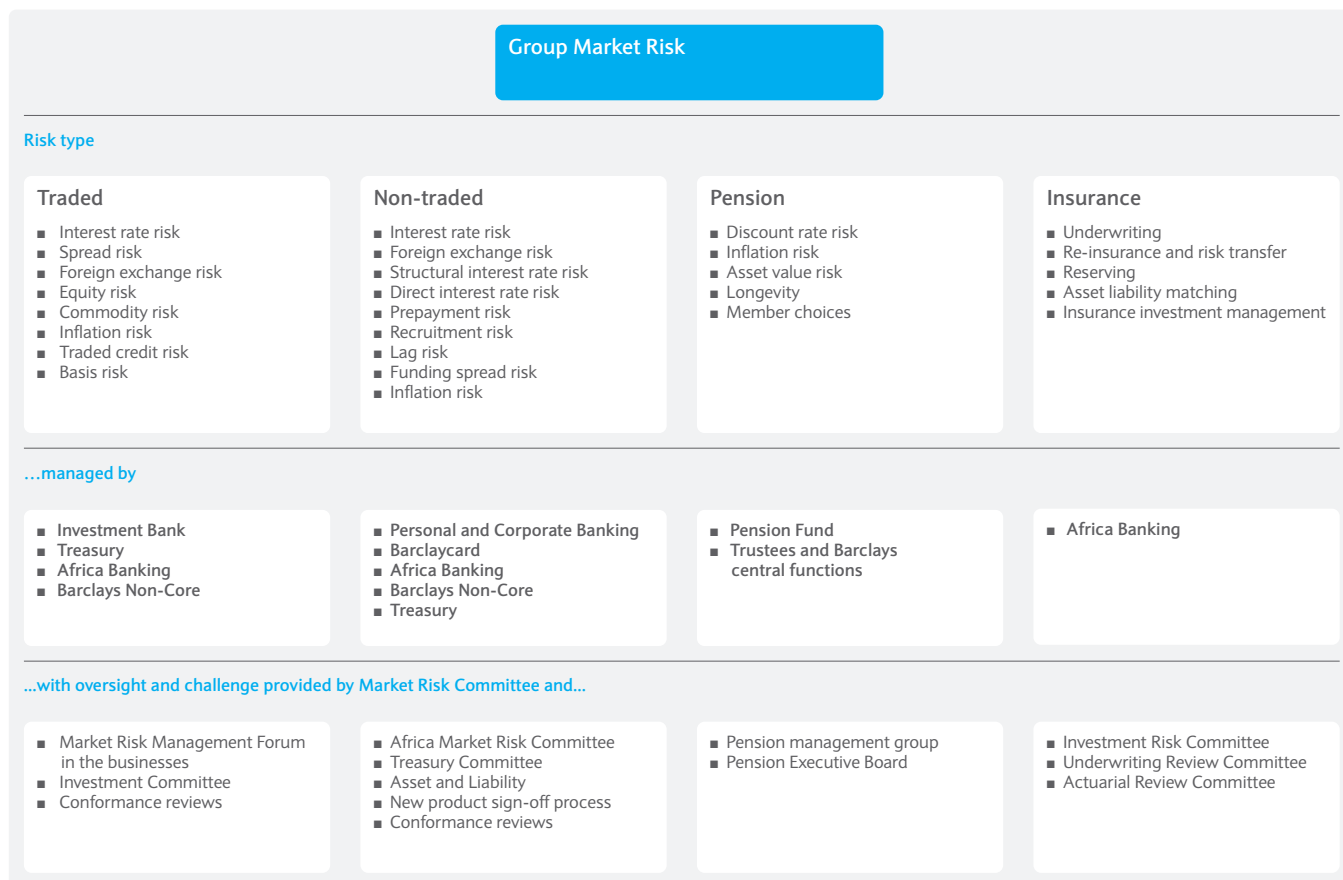 Group Market Risk
Risk type
Traded
■ Interest rate risk
■ Spread risk
■ Foreign exchange risk
■ Equity risk
■ Commodity risk
■ Inflation risk
■ Traded credit risk
■ Basis risk
Non-traded
■ Interest rate risk
■ Foreign exchange risk
■ Structural interest rate risk
■ Direct interest rate risk
■ Prepayment risk
■ Recruitment risk
■ Lag risk
■ Funding spread risk
■ Inflation risk
Pension
■ Discount rate risk
■ Inflation risk
■ Asset value risk
■ Longevity
■ Member choices
Insurance
■ Underwriting
■ Re-insurance and risk transfer
■ Reserving
■ Asset liability matching
■ Insurance investment management
…managed by
■ Investment Bank
■ Treasury
■ Africa Banking
■ Barclays Non-Core
■ Personal and Corporate Banking
■ Barclaycard
■ Africa Banking
■ Barclays Non-Core
■ Treasury
■ Pension Fund
■ Trustees and Barclays
central functions
■ Africa Banking
...with oversight and challenge provided by Market Risk Committee and...
■ Market Risk Management Forum
in the businesses
■ Investment Committee
■ Conformance reviews
■ Africa Market Risk Committee
■ Treasury Committee
■ Asset and Liability
■ New product sign-off process
■ Conformance reviews
■ Pension management group
■ Pension Executive Board
■ Investment Risk Committee
■ Underwriting Review Committee
■ Actuarial Review Committee